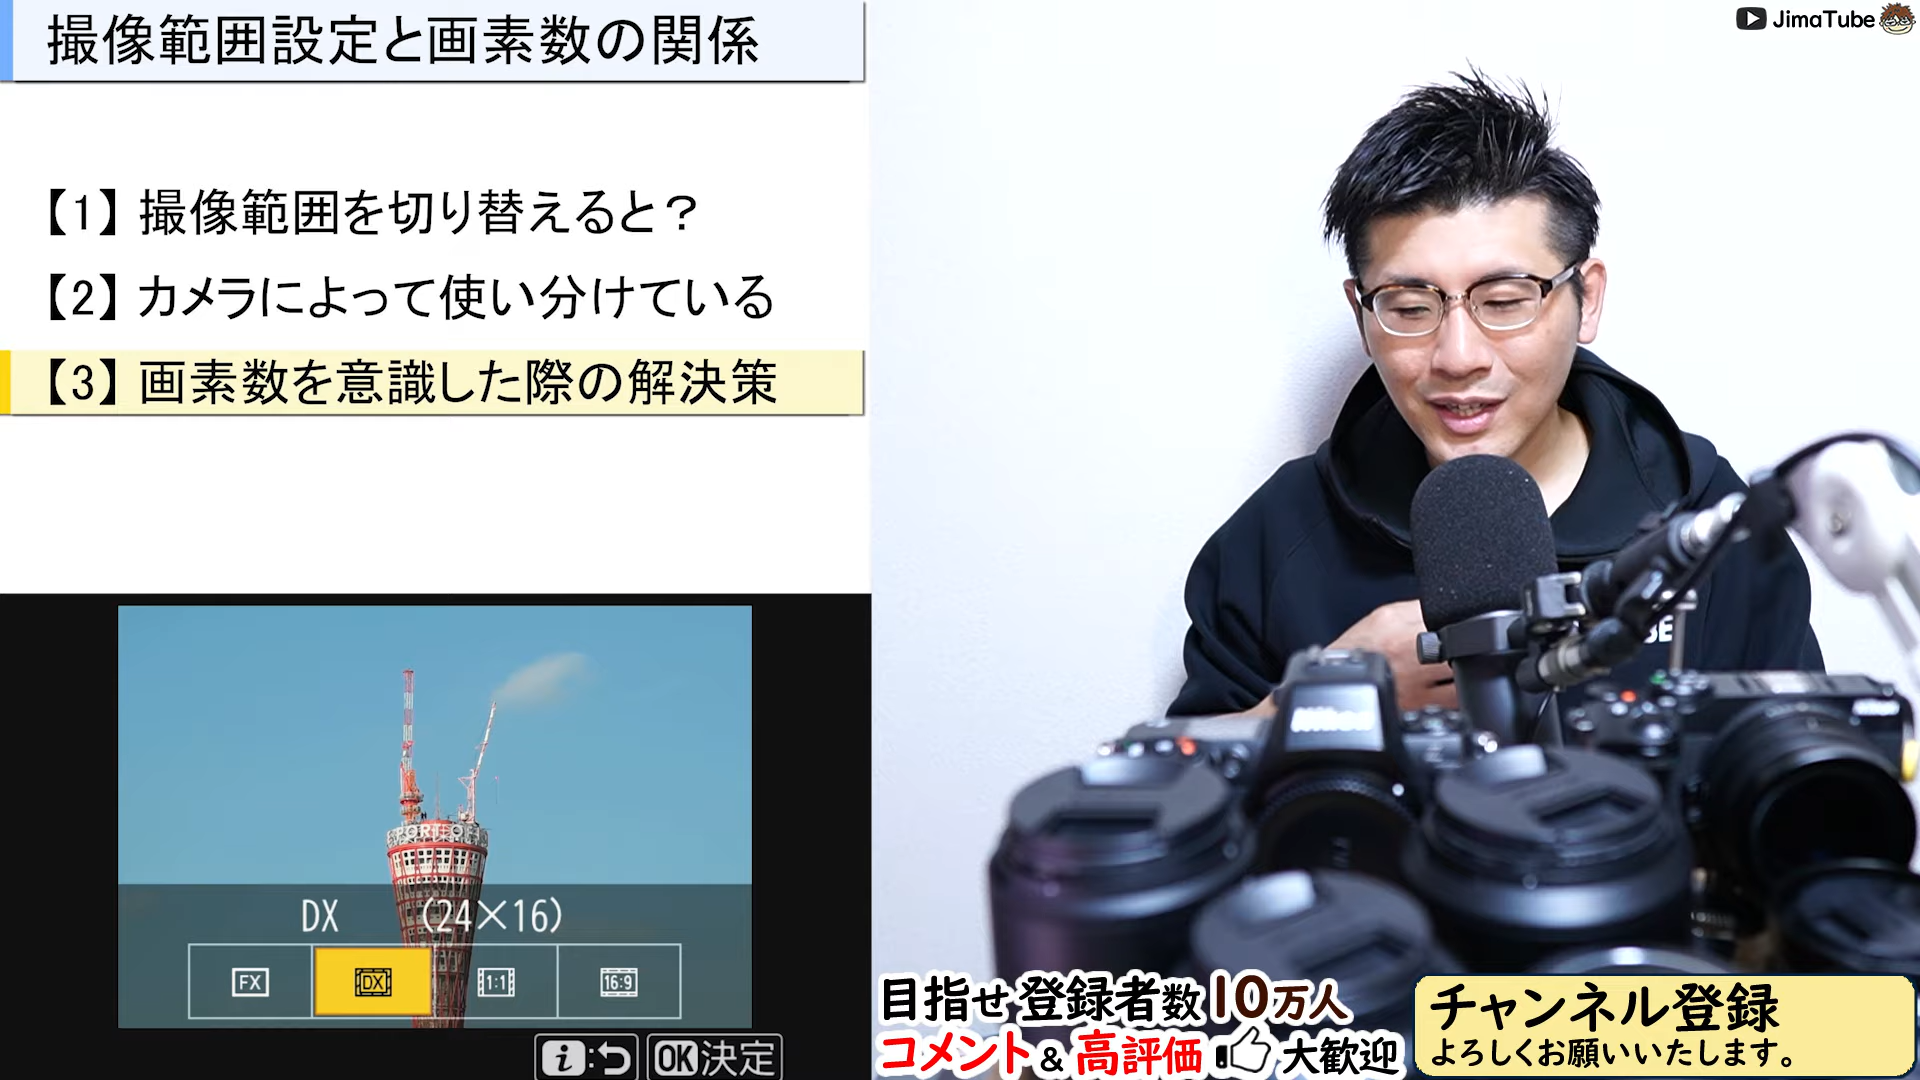 撮像範囲設定と画素数の関係
【1】撮像範囲を切り替えると？
【2】カメラによって使い分けている
【3】画素数を意識した際の解決策
PORT OF
DX (24×16)
FX DX 1:1 16:9
i:⮌ OK決定
JimaTube
Nikon
BE
目指せ登録者数10万人
コメント&高評価👍大歓迎
チャンネル登録
よろしくお願いいたします。